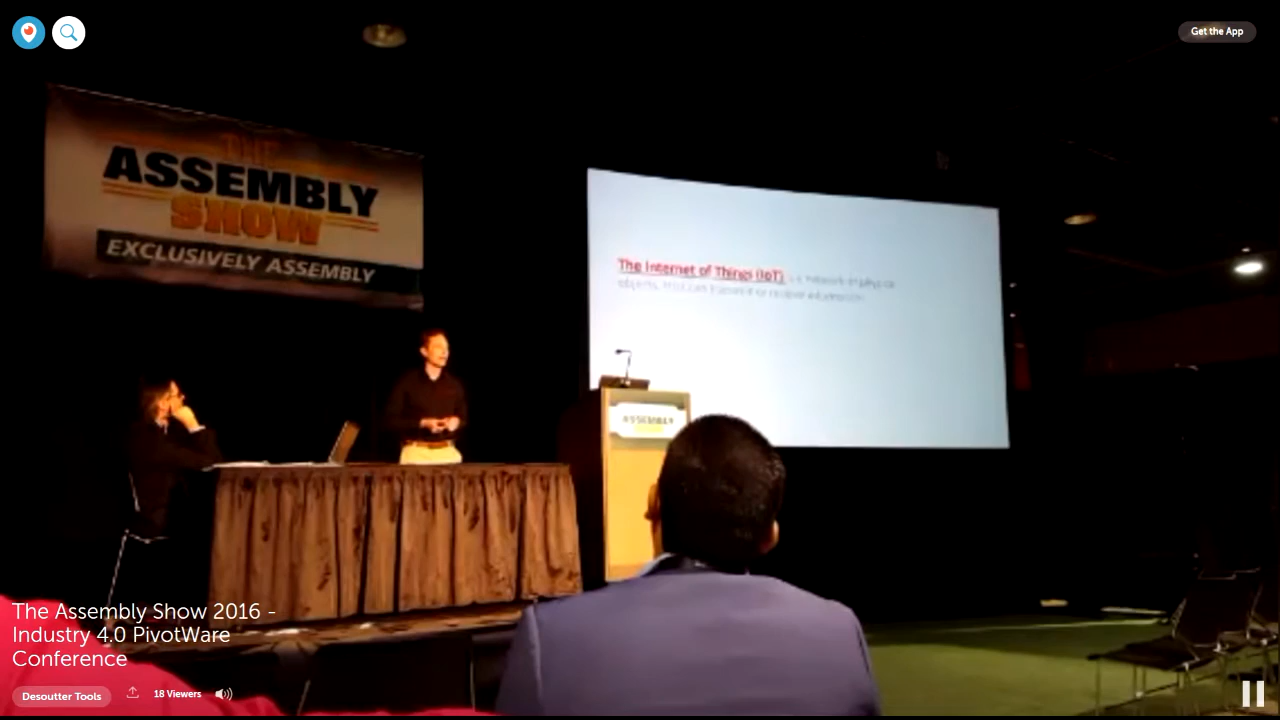 Get the App
THE
ASSEMBLY
SHOW
EXCLUSIVELY ASSEMBLY
The Internet of Things (IoT)
ASSEMBLY
The Assembly Show 2016 -
Industry 4.0 PivotWare
Conference
Desoutter Tools
18 Viewers